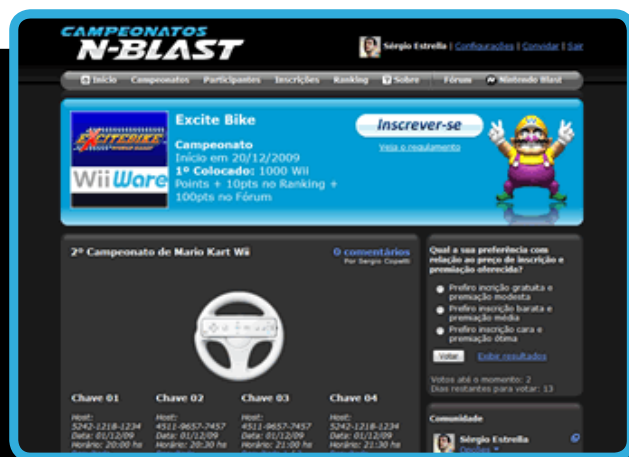 CAMPEONATOS
N-BLAST
Sérgio Estrella | Configurações | Convidar | Sair
Início Campeonatos Participantes Inscrições Ranking Sobre Fórum Nintendo Blast
EXCITEBIKE
WiiWare
Excite Bike
Campeonato
Início em 20/12/2009
1º Colocado: 1000 Wii
Points + 10pts no Ranking +
100pts no Fórum
Inscrever-se
Veja o regulamento
2º Campeonato de Mario Kart Wii
0 comentários
Por Sergio Copetti
Chave 01 Chave 02 Chave 03 Chave 04
Host: Host: Host: Host:
5242-1218-1234 4511-9657-7457 4511-9657-7457 5242-1218-1234
Data: 01/12/09 Data: 01/12/09 Data: 01/12/09 Data: 01/12/09
Horário: 20:00 hs Horário: 20:30 hs Horário: 21:00 hs Horário: 21:30 hs
Qual a sua preferência com
relação ao preço de inscrição e
premiação oferecida?
Prefiro incrição gratuita e
premiação modesta
Prefiro inscrição barata e
premiação média
Prefiro inscrição cara e
premiação ótima
Votar Exibir resultados
Votos até o momento: 2
Dias restantes para votar: 13
Comunidade
Sérgio Estrella
Opções